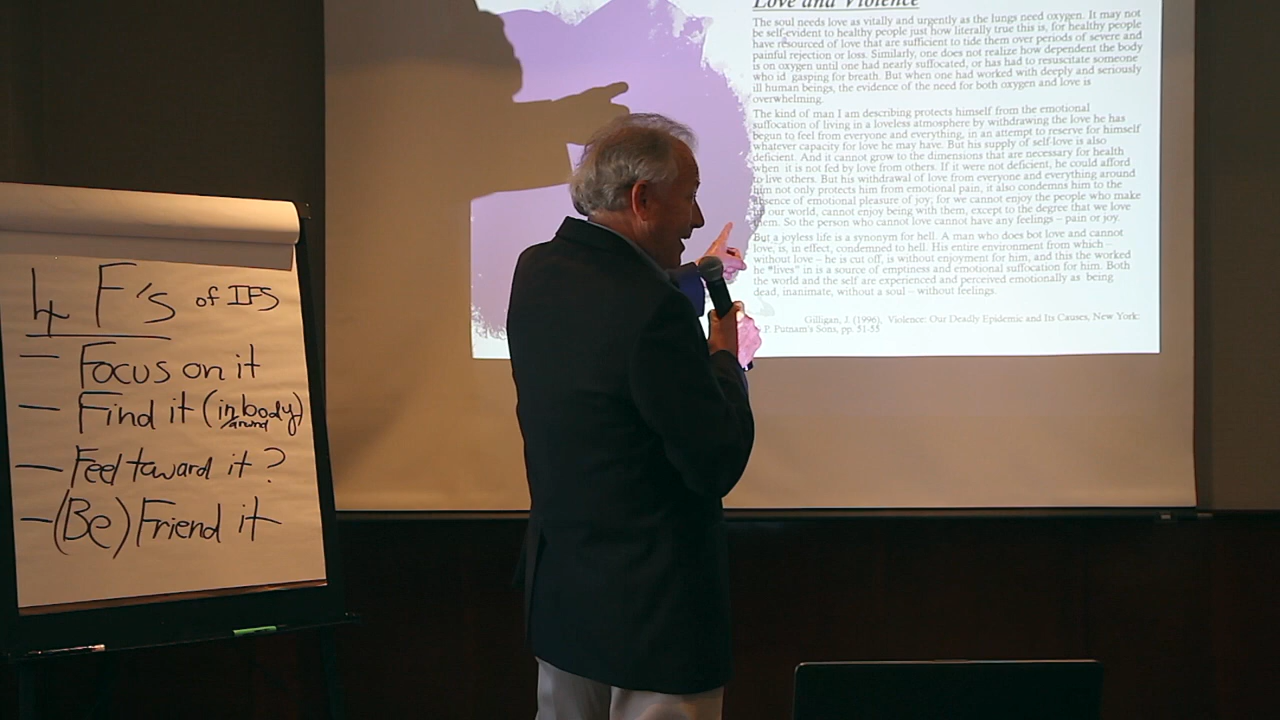 4 F's of IFS
— Focus on it
— Find it (in body)
around
— Feel toward it?
— (Be) Friend it
Love and Violence
The soul needs love as vitally and urgently as the lungs need oxygen. It may not
be self-evident to healthy people just how literally true this is, for healthy people
have resourced of love that are sufficient to tide them over periods of severe and
painful rejection or loss. Similarly, one does not realize how dependent the body
is on oxygen until one had nearly suffocated, or has had to resuscitate someone
who id gasping for breath. But when one had worked with deeply and seriously
ill human beings, the evidence of the need for both oxygen and love is
overwhelming.
The kind of man I am describing protects himself from the emotional
suffocation of living in a loveless atmosphere by withdrawing the love he has
begun to feel from everyone and everything, in an attempt to reserve for himself
whatever capacity for love he may have. But his supply of self-love is also
deficient. And it cannot grow to the dimensions that are necessary for health
when it is not fed by love from others. If it were not deficient, if he could afford
to live others. But his withdrawal of love from everyone and everything around
him not only protects him from emotional pain, it also condemns him to the
absence of emotional pleasure of joy; for we cannot enjoy the people who make
our world, cannot enjoy being with them, except to the degree that we love
them. So the person who cannot love cannot have any feelings – pain or joy.
But a joyless life is a synonym for hell. A man who does bot love and cannot
love, is, in effect, condemned to hell. His entire environment from which –
without love – he is cut off, is without enjoyment for him, and this the worked
he "lives" in is a source of emptiness and emotional suffocation for him. Both
the world and the self are experienced and perceived emotionally as being
dead, inanimate, without a soul – without feelings.
Gilligan, J. (1996), Violence: Our Deadly Epidemic and Its Causes, New York:
P. Putnam's Sons, pp. 51-55